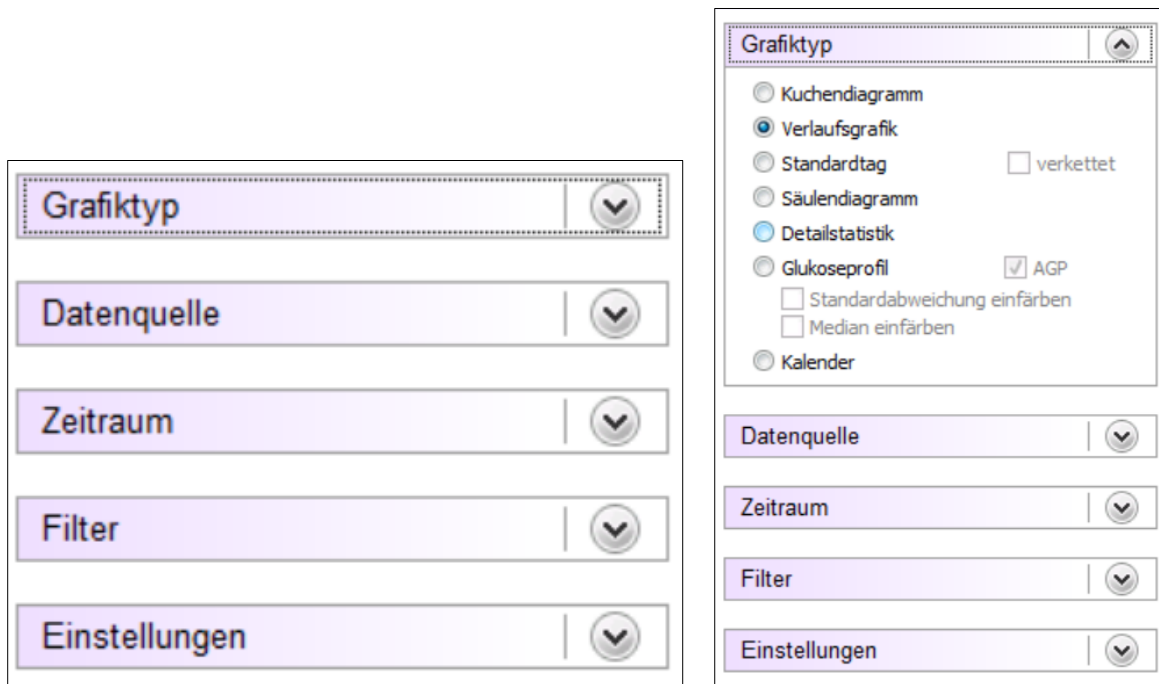 Grafiktyp
Datenquelle
Zeitraum
Filter
Einstellungen
Grafiktyp
Kuchendiagramm
Verlaufsgrafik
Standardtag verkettet
Säulendiagramm
Detailstatistik
Glukoseprofil AGP
Standardabweichung einfärben
Median einfärben
Kalender
Datenquelle
Zeitraum
Filter
Einstellungen